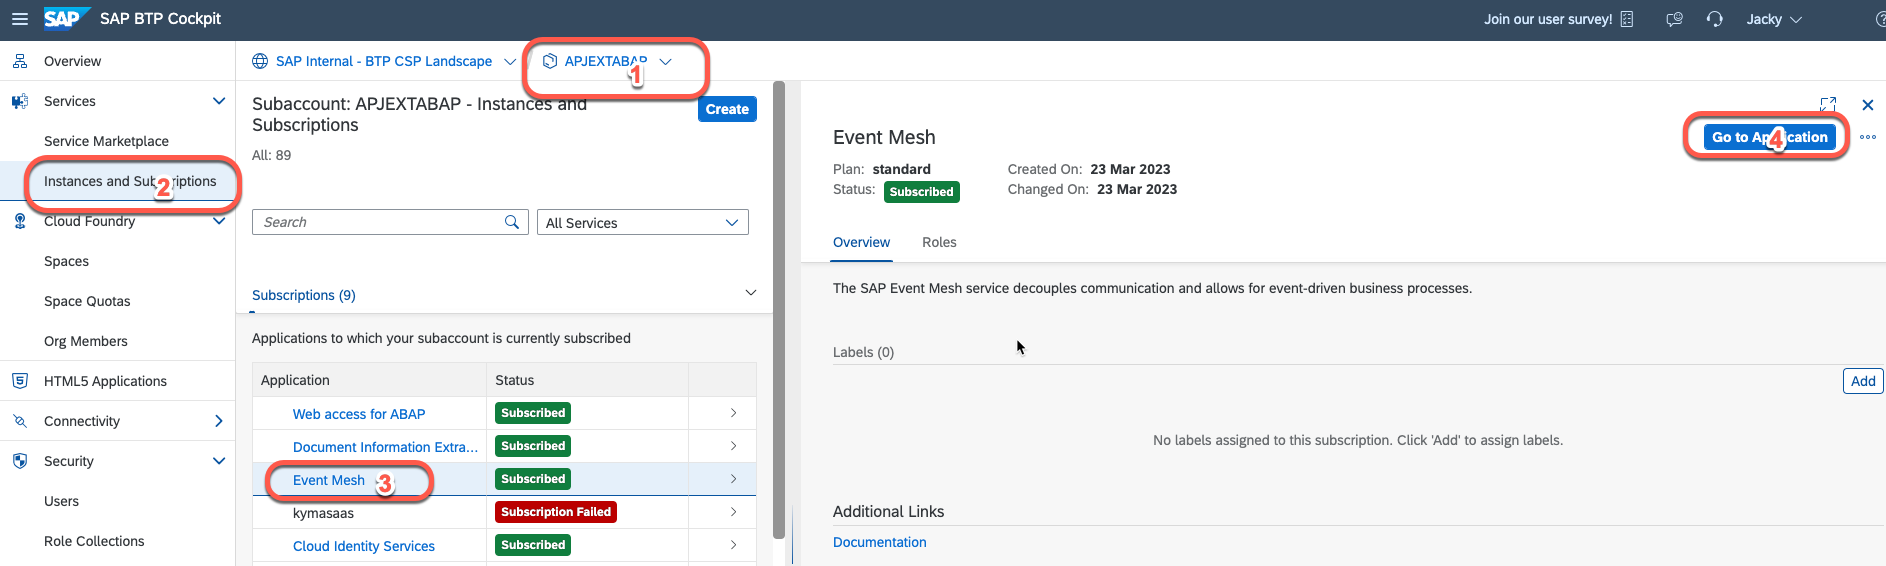 SAP SAP BTP Cockpit
Join our user survey!
Jacky
Overview
Services
Service Marketplace
Instances and Subscriptions
2
Cloud Foundry
Spaces
Space Quotas
Org Members
HTML5 Applications
Connectivity
Security
Users
Role Collections
SAP Internal - BTP CSP Landscape
APJEXTABAP
1
Subaccount: APJEXTABAP - Instances and
Subscriptions
Create
All: 89
Search
All Services
Subscriptions (9)
Applications to which your subaccount is currently subscribed
Application Status
Web access for ABAP Subscribed
Document Information Extra... Subscribed
Event Mesh 3 Subscribed
kymasaas Subscription Failed
Cloud Identity Services Subscribed
Event Mesh
Go to Application
4
Plan: standard Created On: 23 Mar 2023
Status: Subscribed Changed On: 23 Mar 2023
Overview Roles
The SAP Event Mesh service decouples communication and allows for event-driven business processes.
Labels (0)
Add
No labels assigned to this subscription. Click 'Add' to assign labels.
Additional Links
Documentation